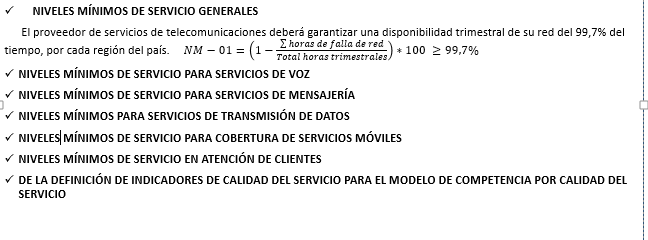 ✓ NIVELES MÍNIMOS DE SERVICIO GENERALES
El proveedor de servicios de telecomunicaciones deberá garantizar una disponibilidad trimestral de su red del 99,7% del
tiempo, por cada región del país. NM − 01 = (1 − ∑ horas de falla de red / Total horas trimestrales) ∗ 100 ≥ 99,7%
✓ NIVELES MÍNIMOS DE SERVICIO PARA SERVICIOS DE VOZ
✓ NIVELES MÍNIMOS DE SERVICIO PARA SERVICIOS DE MENSAJERÍA
✓ NIVELES MÍNIMOS PARA SERVICIOS DE TRANSMISIÓN DE DATOS
✓ NIVELES MÍNIMOS DE SERVICIO PARA COBERTURA DE SERVICIOS MÓVILES
✓ NIVELES MÍNIMOS DE SERVICIO EN ATENCIÓN DE CLIENTES
✓ DE LA DEFINICIÓN DE INDICADORES DE CALIDAD DEL SERVICIO PARA EL MODELO DE COMPETENCIA POR CALIDAD DEL
SERVICIO